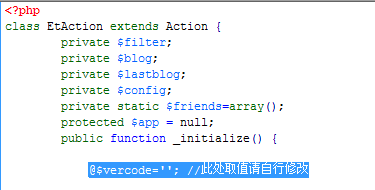 <?php
class EtAction extends Action {
private $filter;
private $blog;
private $lastblog;
private $config;
private static $friends=array();
protected $app = null;
public function _initialize() {
@$vercode=''; //此处取值请自行修改